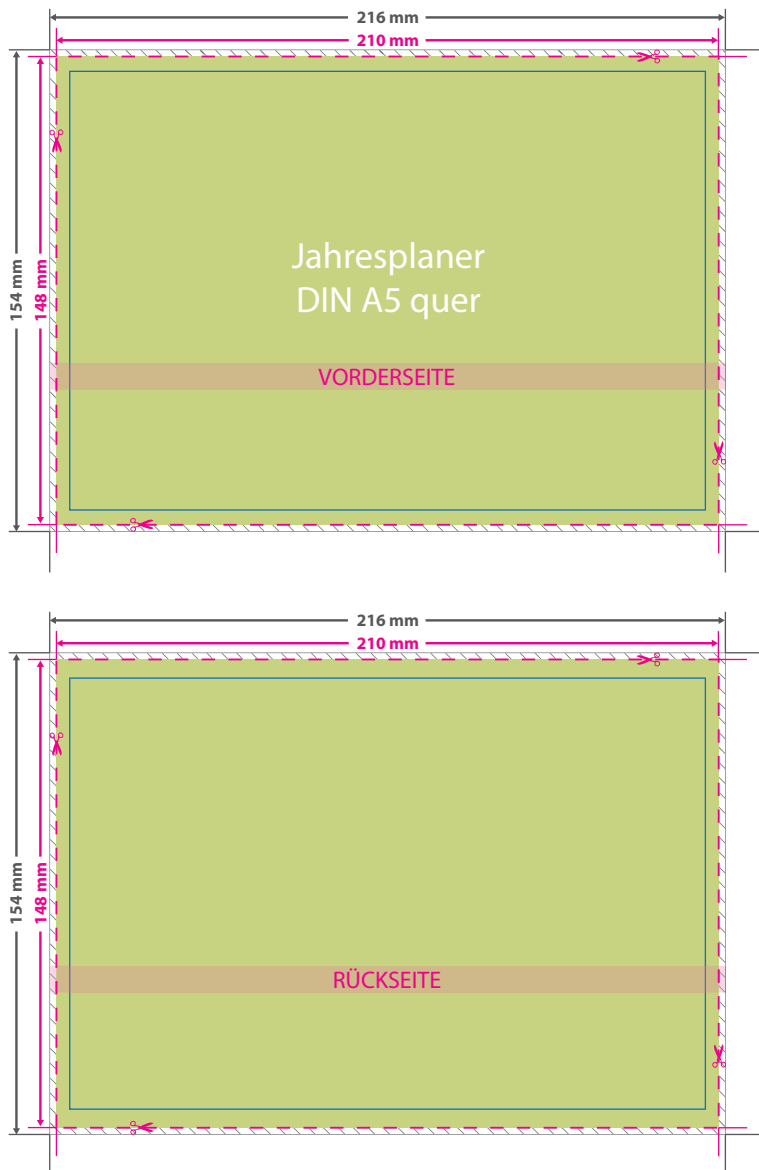 216 mm
210 mm
154 mm
148 mm
Jahresplaner
DIN A5 quer
VORDERSEITE
216 mm
210 mm
154 mm
148 mm
RÜCKSEITE